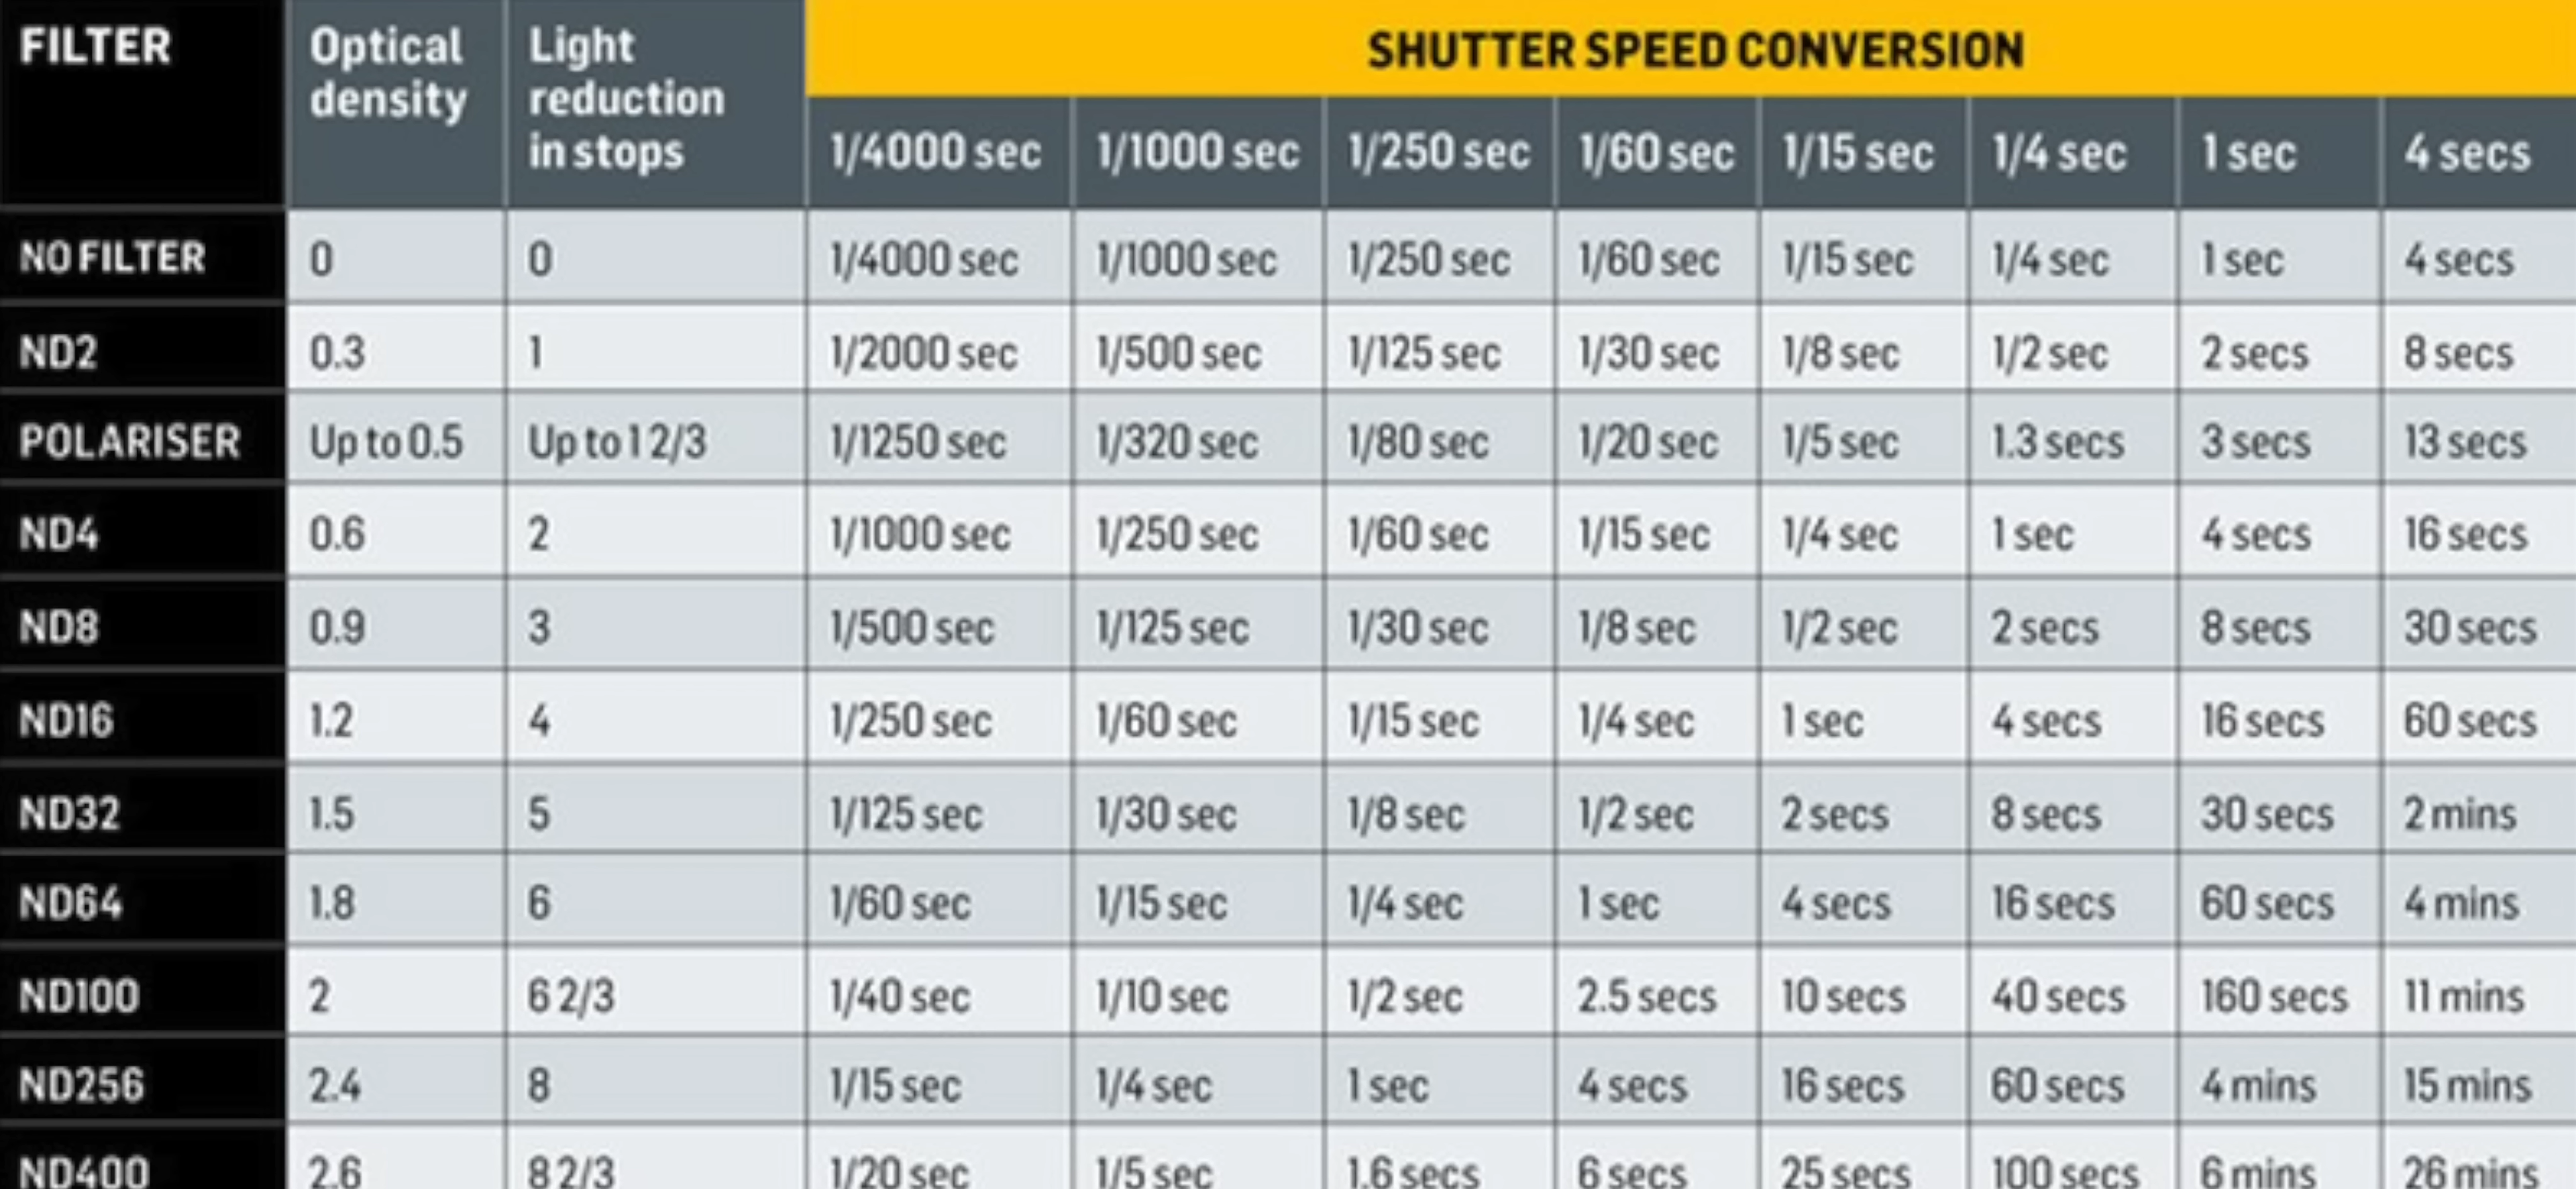 FILTER Optical density Light reduction in stops SHUTTER SPEED CONVERSION
1/4000 sec 1/1000 sec 1/250 sec 1/60 sec 1/15 sec 1/4 sec 1 sec 4 secs
NO FILTER 0 0 1/4000 sec 1/1000 sec 1/250 sec 1/60 sec 1/15 sec 1/4 sec 1 sec 4 secs
ND2 0.3 1 1/2000 sec 1/500 sec 1/125 sec 1/30 sec 1/8 sec 1/2 sec 2 secs 8 secs
POLARISER Up to 0.5 Up to 1 2/3 1/1250 sec 1/320 sec 1/80 sec 1/20 sec 1/5 sec 1.3 secs 3 secs 13 secs
ND4 0.6 2 1/1000 sec 1/250 sec 1/60 sec 1/15 sec 1/4 sec 1 sec 4 secs 16 secs
ND8 0.9 3 1/500 sec 1/125 sec 1/30 sec 1/8 sec 1/2 sec 2 secs 8 secs 30 secs
ND16 1.2 4 1/250 sec 1/60 sec 1/15 sec 1/4 sec 1 sec 4 secs 16 secs 60 secs
ND32 1.5 5 1/125 sec 1/30 sec 1/8 sec 1/2 sec 2 secs 8 secs 30 secs 2 mins
ND64 1.8 6 1/60 sec 1/15 sec 1/4 sec 1 sec 4 secs 16 secs 60 secs 4 mins
ND100 2 6 2/3 1/40 sec 1/10 sec 1/2 sec 2.5 secs 10 secs 40 secs 160 secs 11 mins
ND256 2.4 8 1/15 sec 1/4 sec 1 sec 4 secs 16 secs 60 secs 4 mins 15 mins
ND400 2.6 8 2/3 1/20 sec 1/5 sec 1.6 secs 6 secs 25 secs 100 secs 6 mins 26 mins